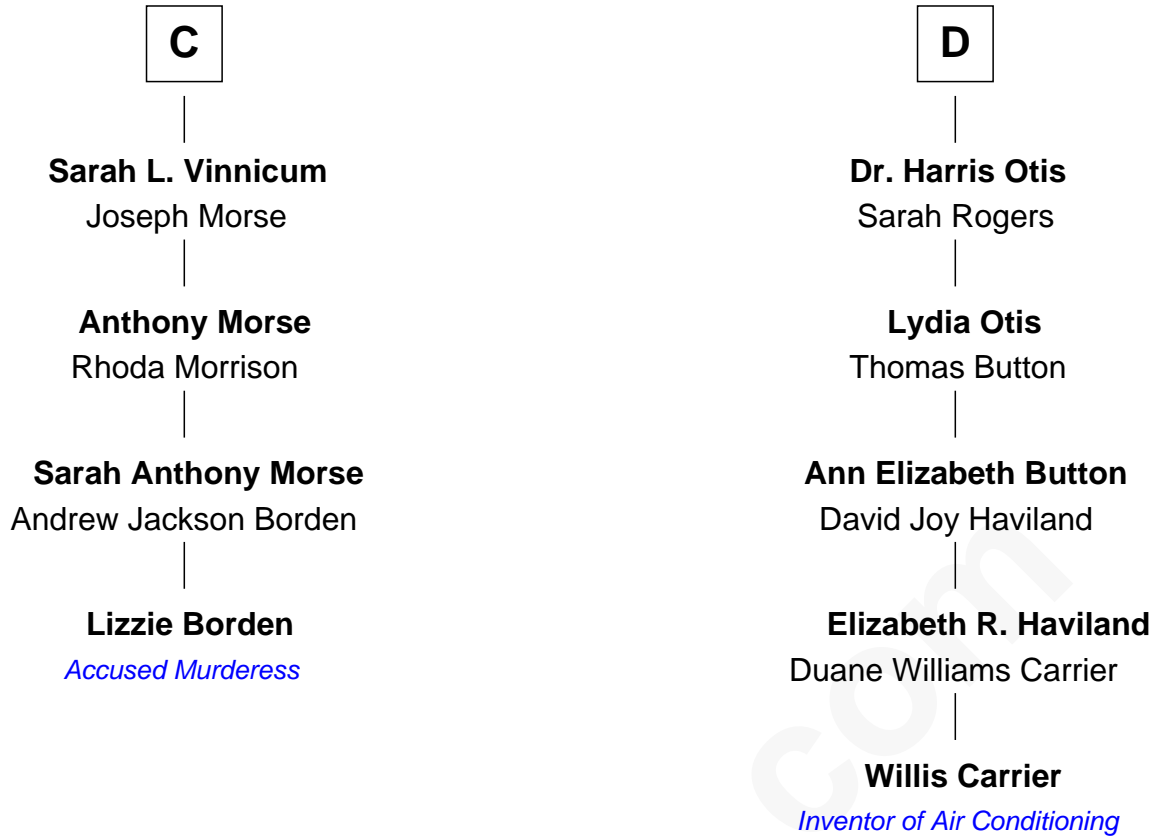 C
Sarah L. Vinnicum
Joseph Morse
Anthony Morse
Rhoda Morrison
Sarah Anthony Morse
Andrew Jackson Borden
Lizzie Borden
Accused Murderess
D
Dr. Harris Otis
Sarah Rogers
Lydia Otis
Thomas Button
Ann Elizabeth Button
David Joy Haviland
Elizabeth R. Haviland
Duane Williams Carrier
Willis Carrier
Inventor of Air Conditioning
com